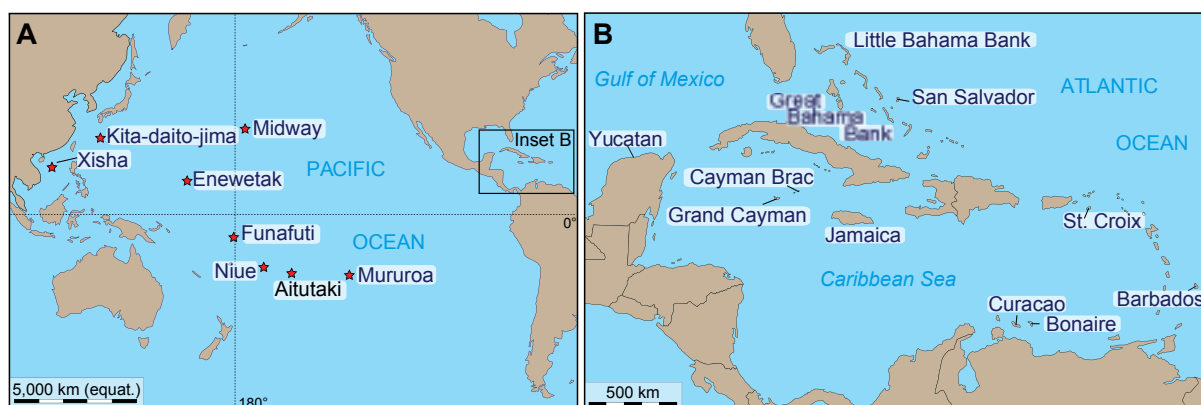 A
Kita-daito-jima
Midway
Xisha
Enewetak
PACIFIC
Inset B
0°
Funafuti
OCEAN
Niue
Aitutaki
Mururoa
5,000 km (equat.)
180°
B
Little Bahama Bank
Gulf of Mexico
ATLANTIC
San Salvador
Great
Bahama
Bank
OCEAN
Yucatan
Cayman Brac
Grand Cayman
Jamaica
St. Croix
Caribbean Sea
Curacao
Barbados
Bonaire
500 km